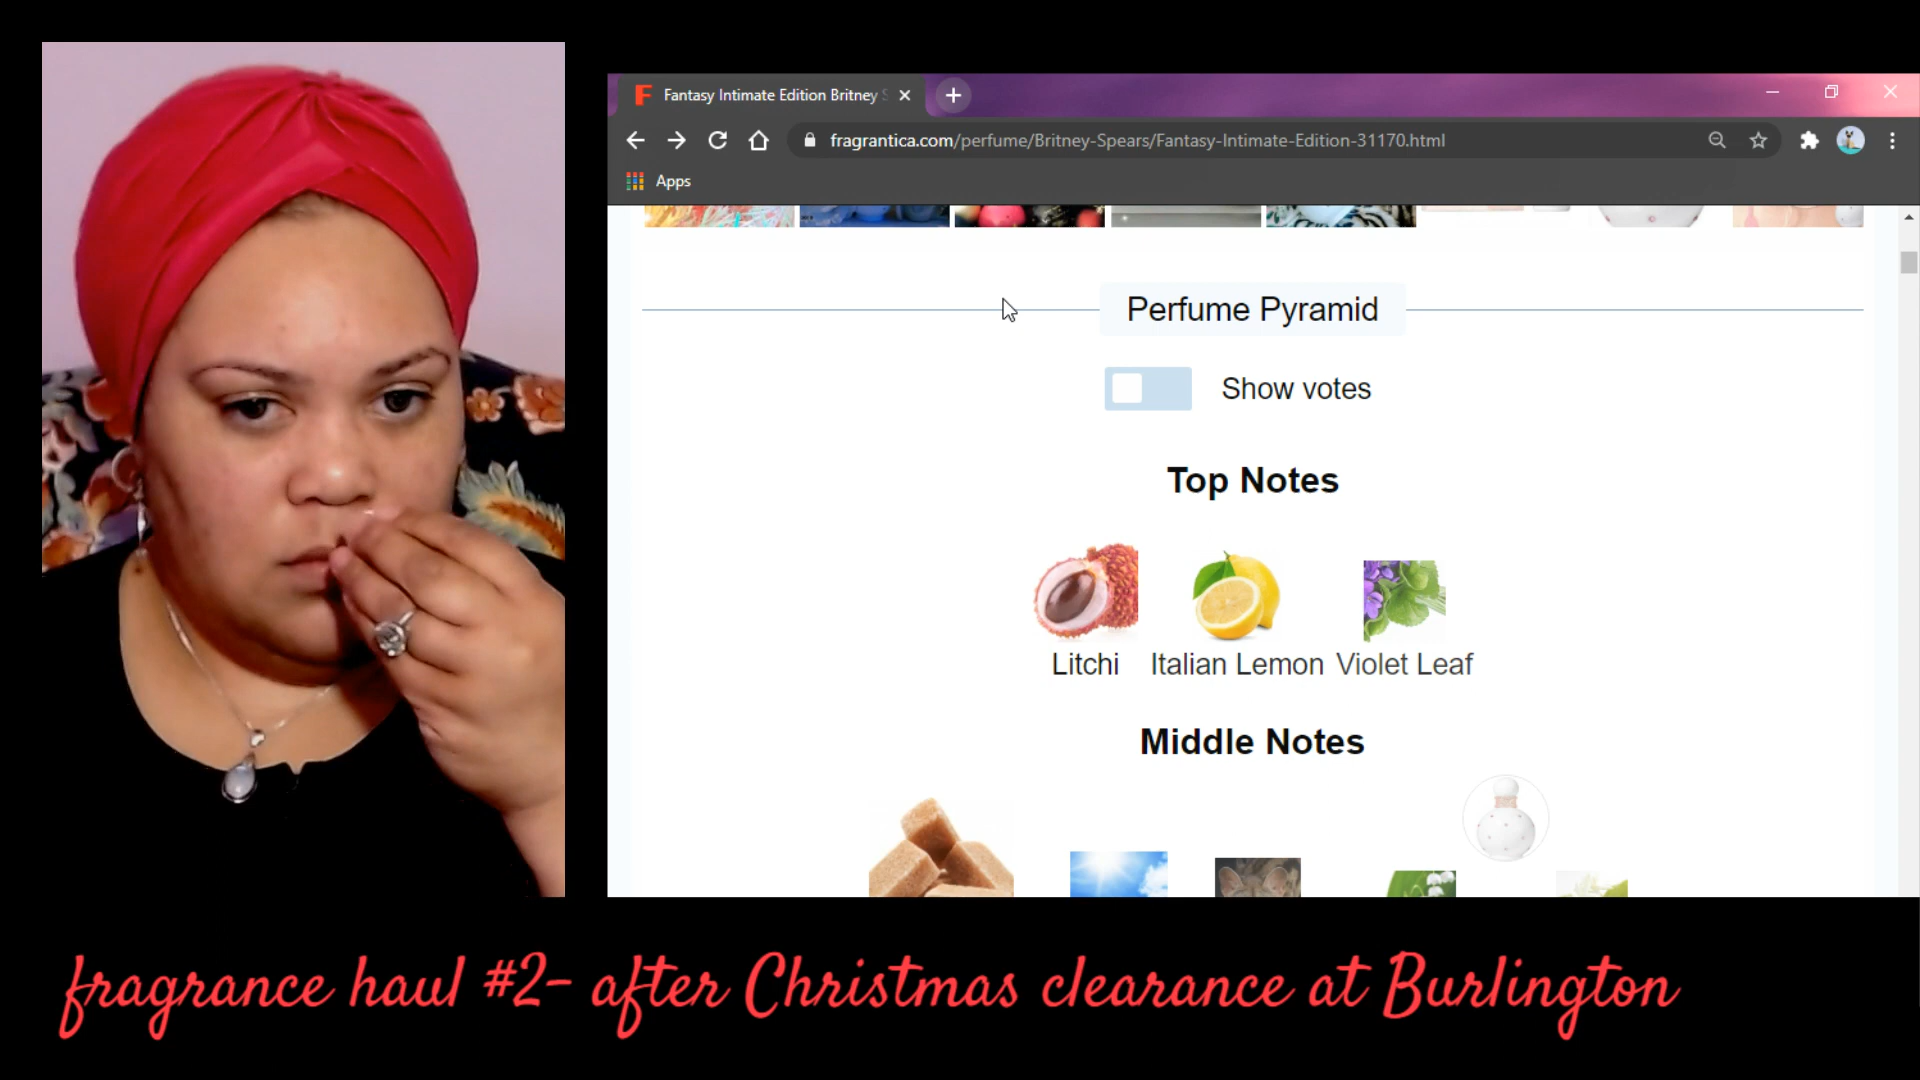 Fantasy Intimate Edition Britney S
fragrantica.com/perfume/Britney-Spears/Fantasy-Intimate-Edition-31170.html
Apps
Perfume Pyramid
Show votes
Top Notes
Litchi Italian Lemon Violet Leaf
Middle Notes
fragrance haul #2- after Christmas clearance at Burlington